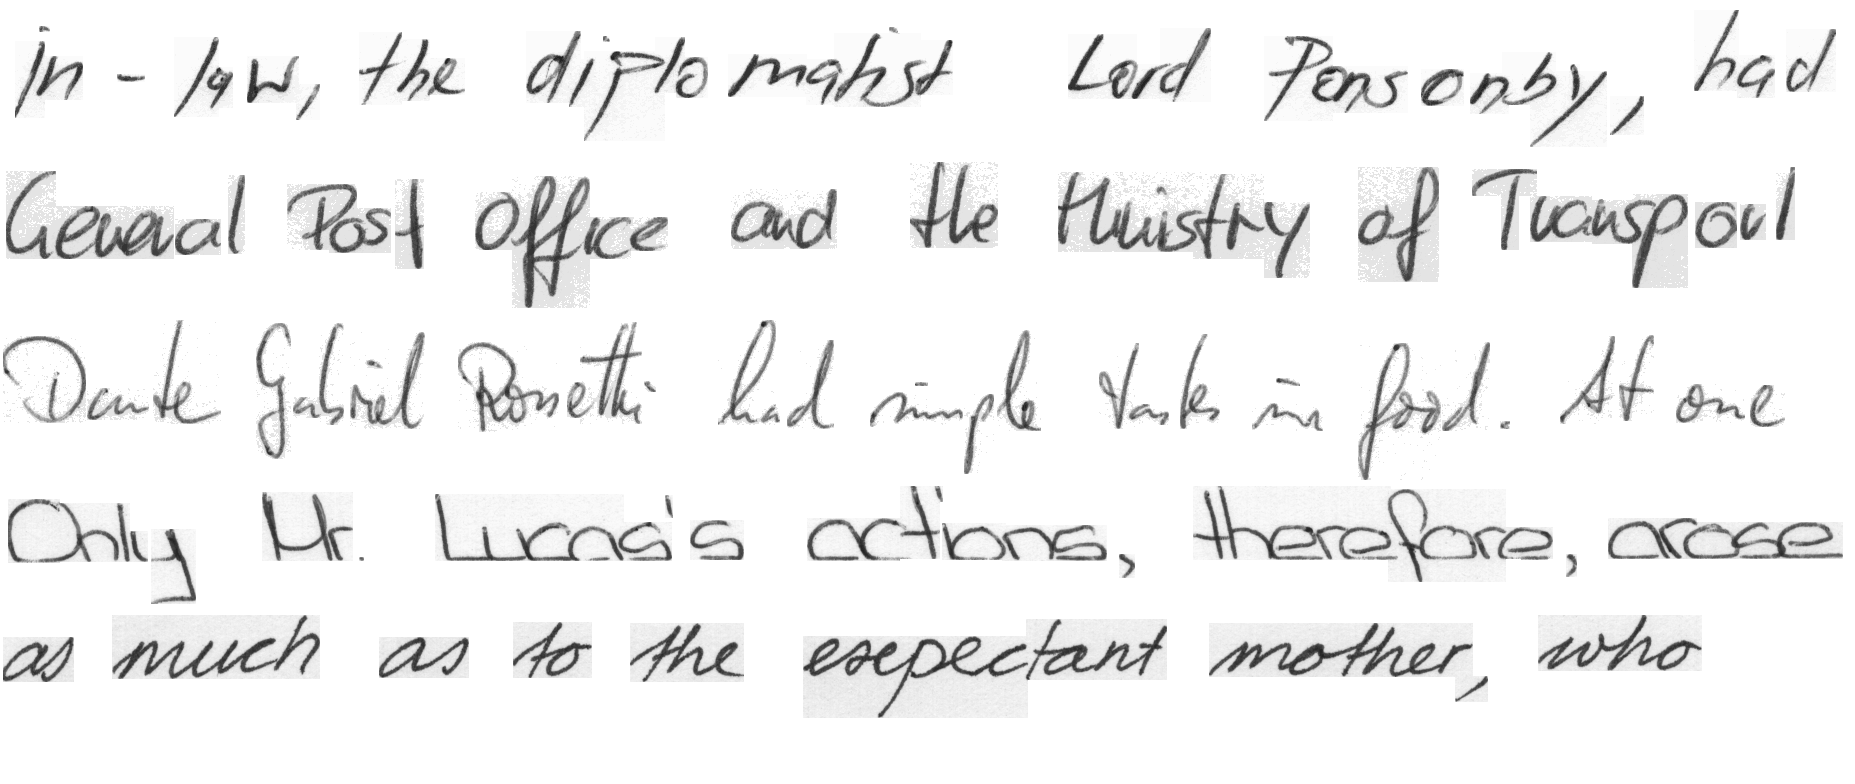 in-law, the diplomatist Lord Ponsonby, had
General Post Office and the Ministry of Transport
Dante Gabriel Rossetti had simple tastes in food. At one
Only Mr. Lucas's actions, therefore, arose
as much as to the expectant mother, who